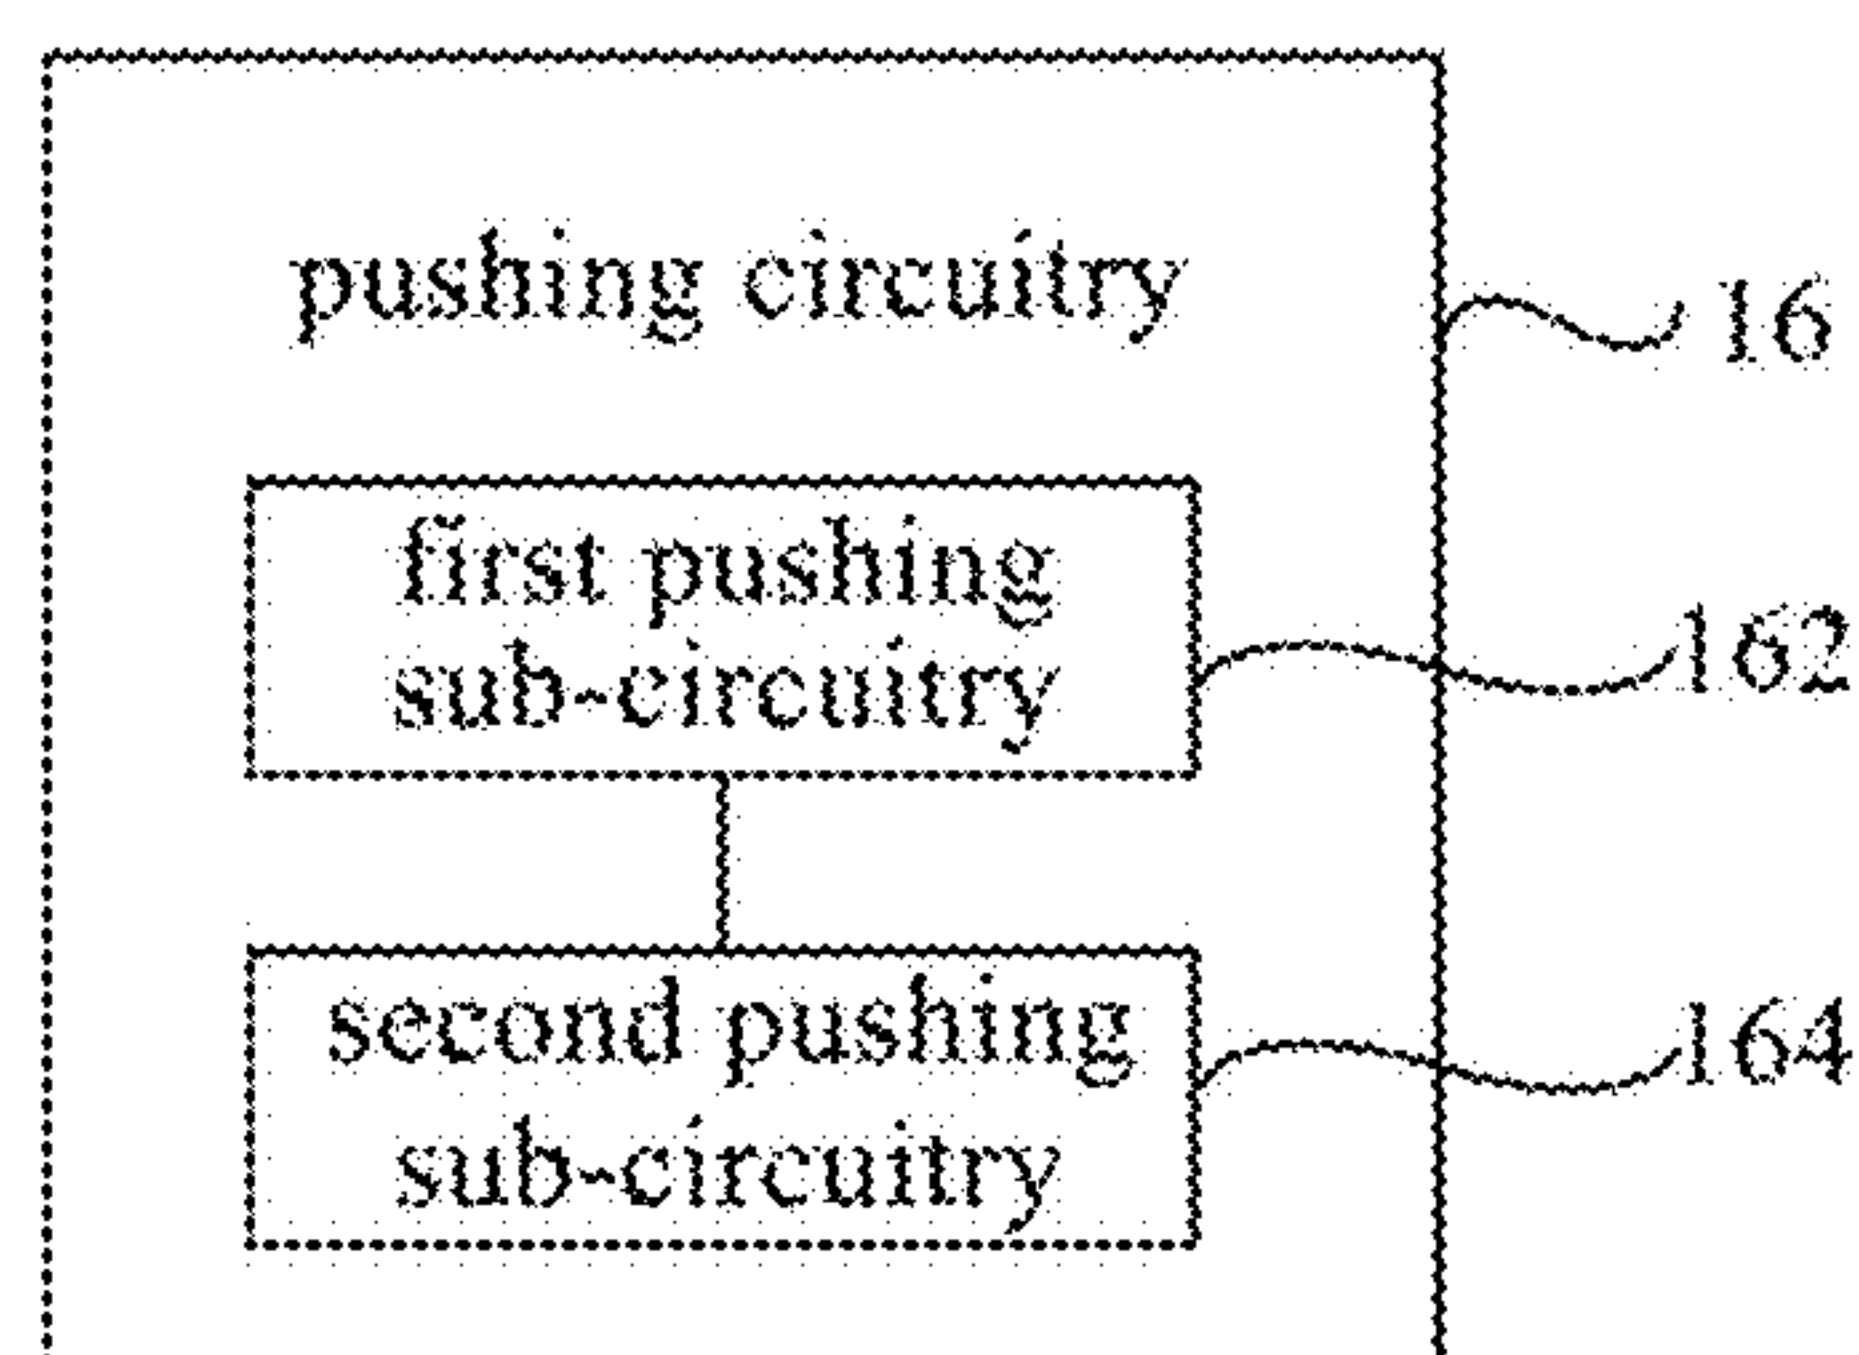 pushing circuitry
16
first pushing
sub-circuitry
162
second pushing
sub-circuitry
164